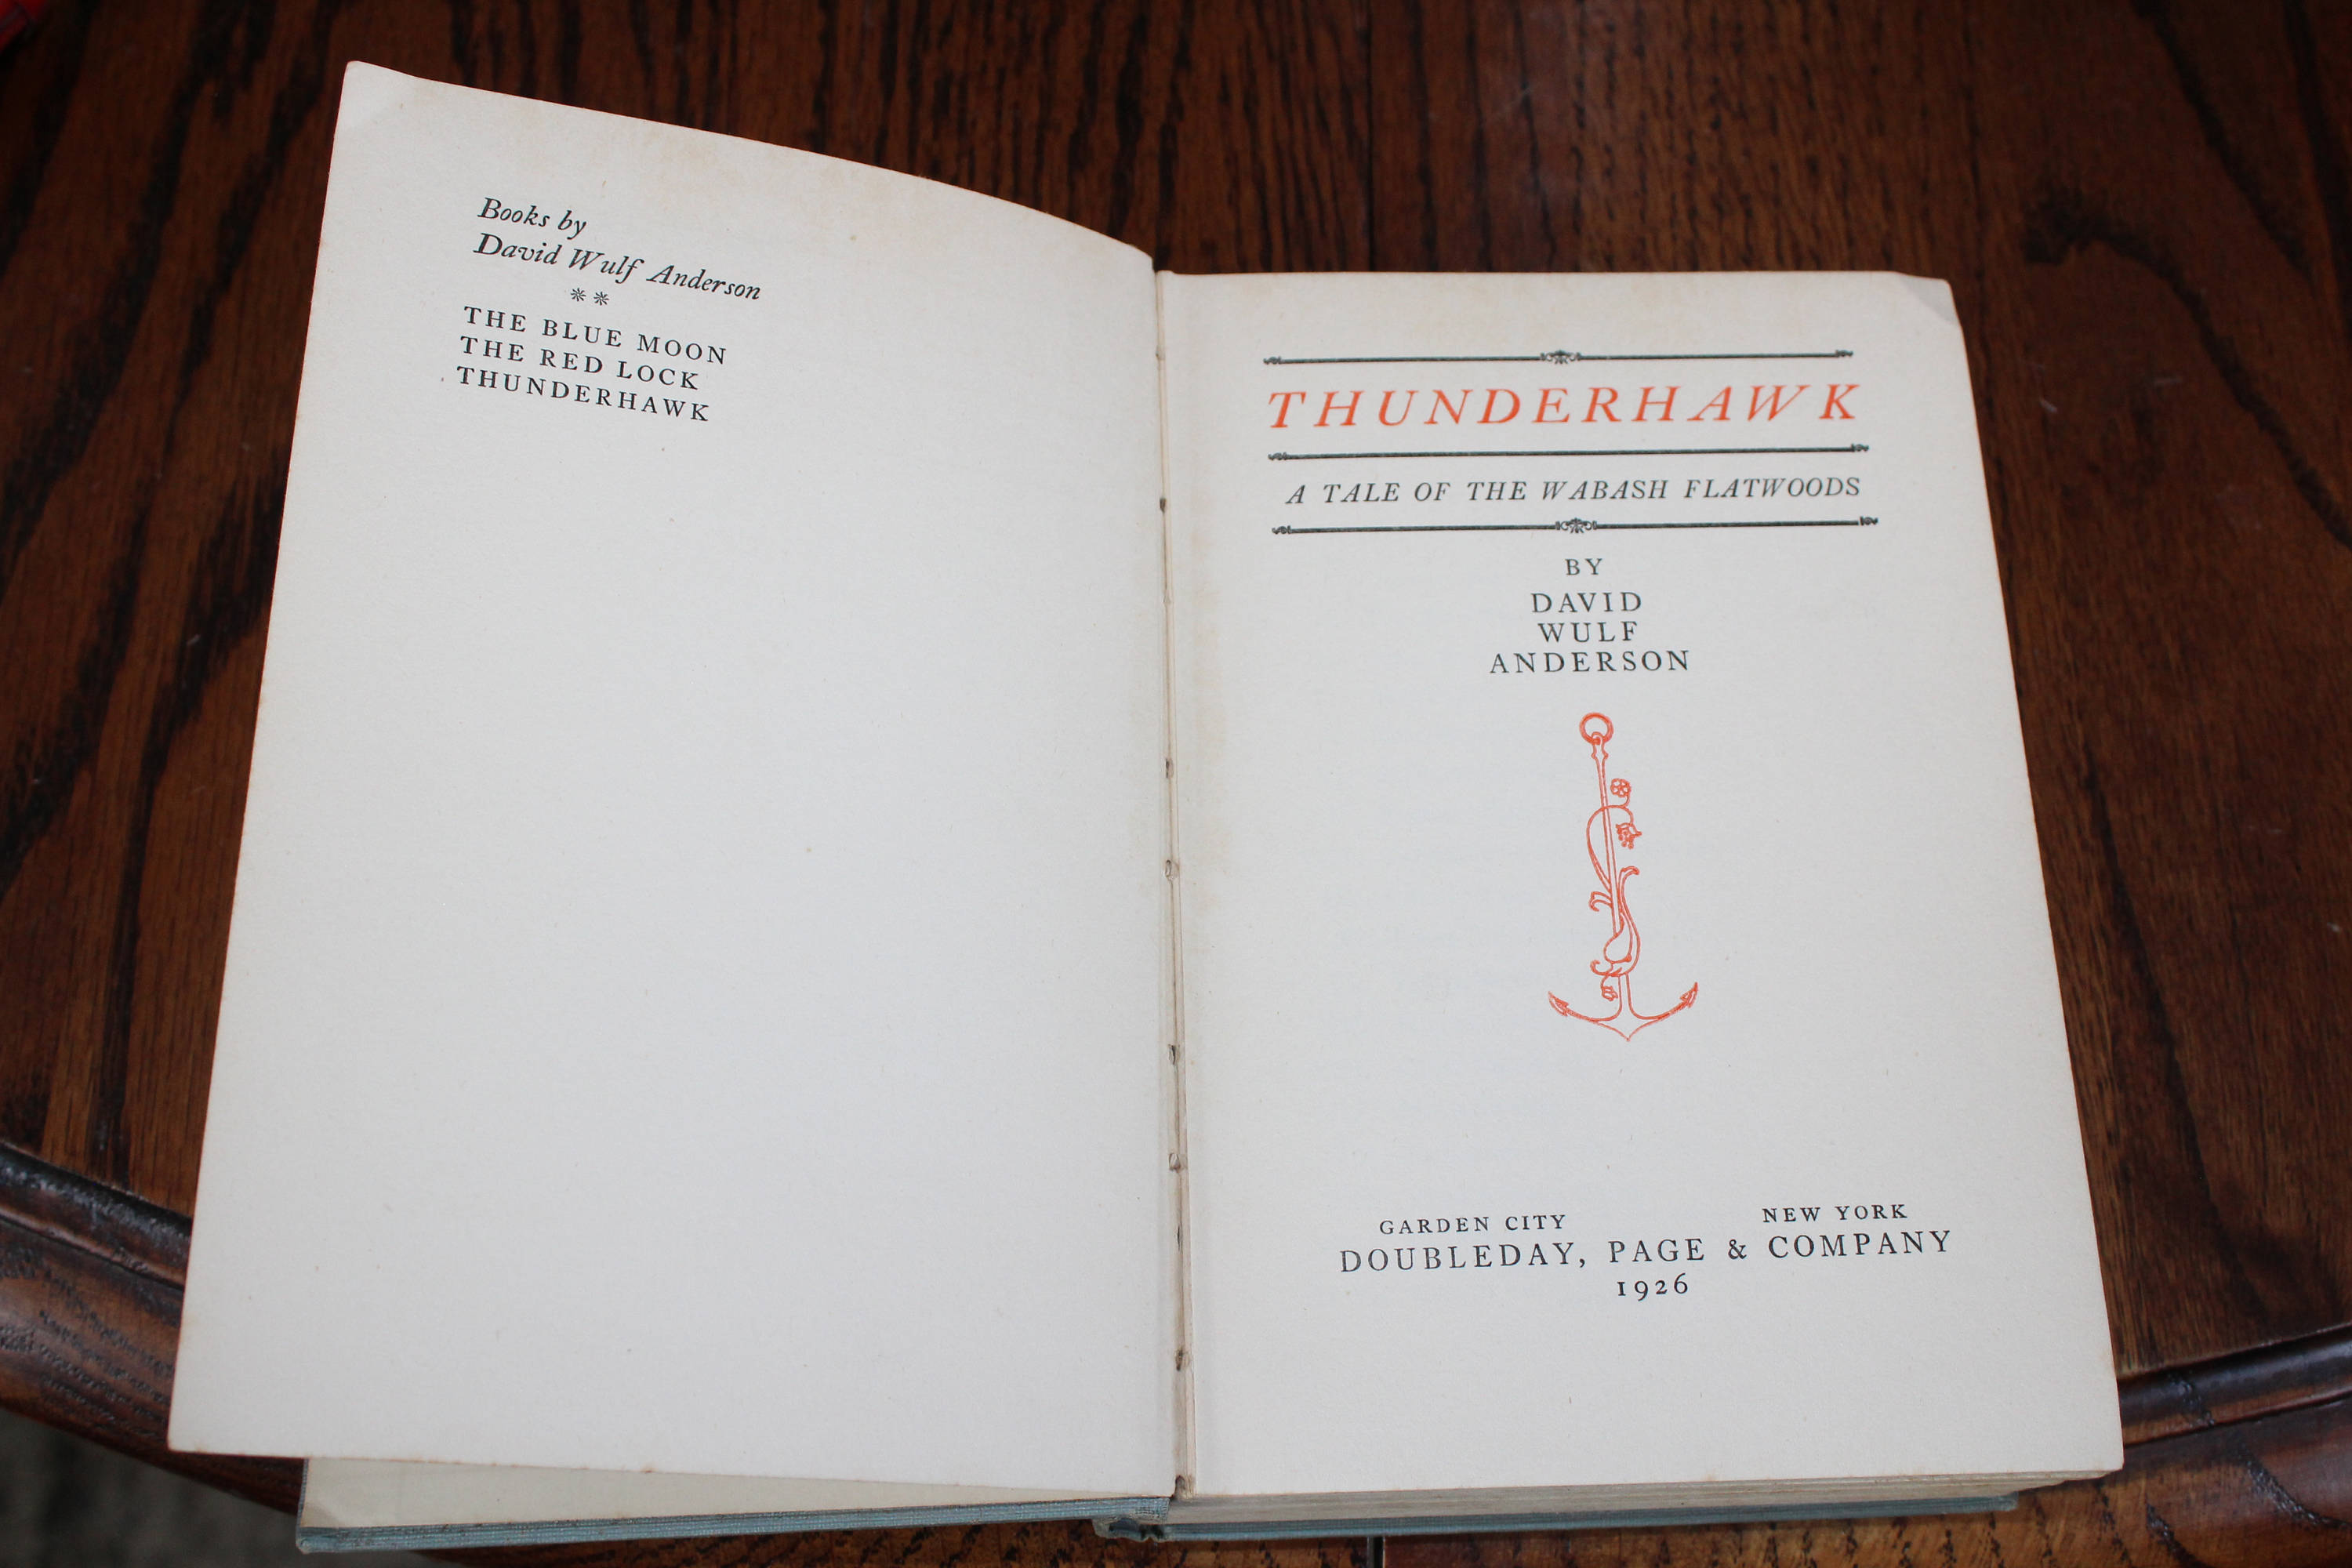 Books by
David Wulf Anderson
**
THE BLUE MOON
THE RED LOCK
THUNDERHAWK
THUNDERHAWK
A TALE OF THE WABASH FLATWOODS
BY
DAVID
WULF
ANDERSON
GARDEN CITY NEW YORK
DOUBLEDAY, PAGE & COMPANY
1926